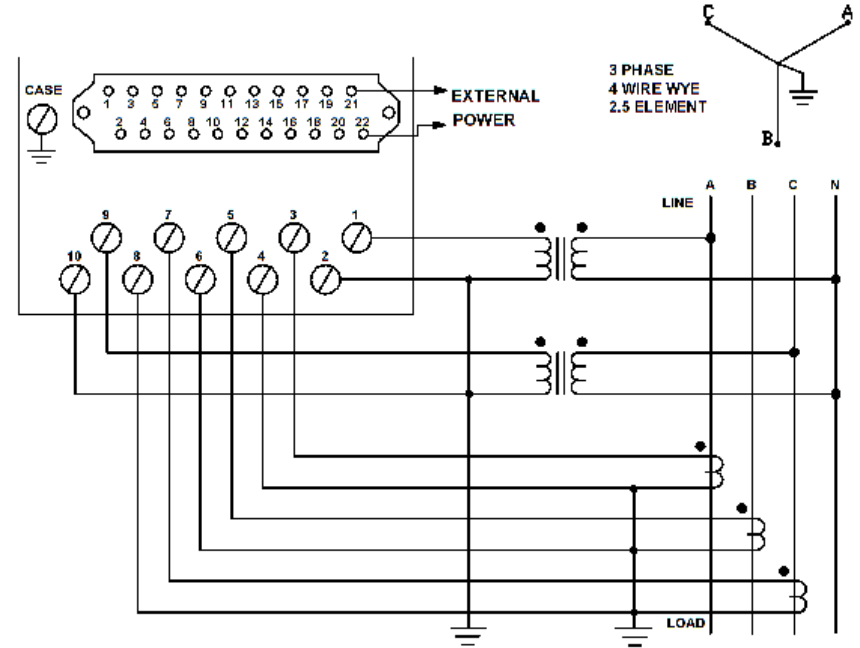 C A
3 PHASE
4 WIRE WYE
2.5 ELEMENT
B
CASE
1 3 5 7 9 11 13 15 17 19 21
2 4 6 8 10 12 14 16 18 20 22
EXTERNAL
POWER
A B C N
LINE
9 7 5 3 1
10 8 6 4 2
LOAD